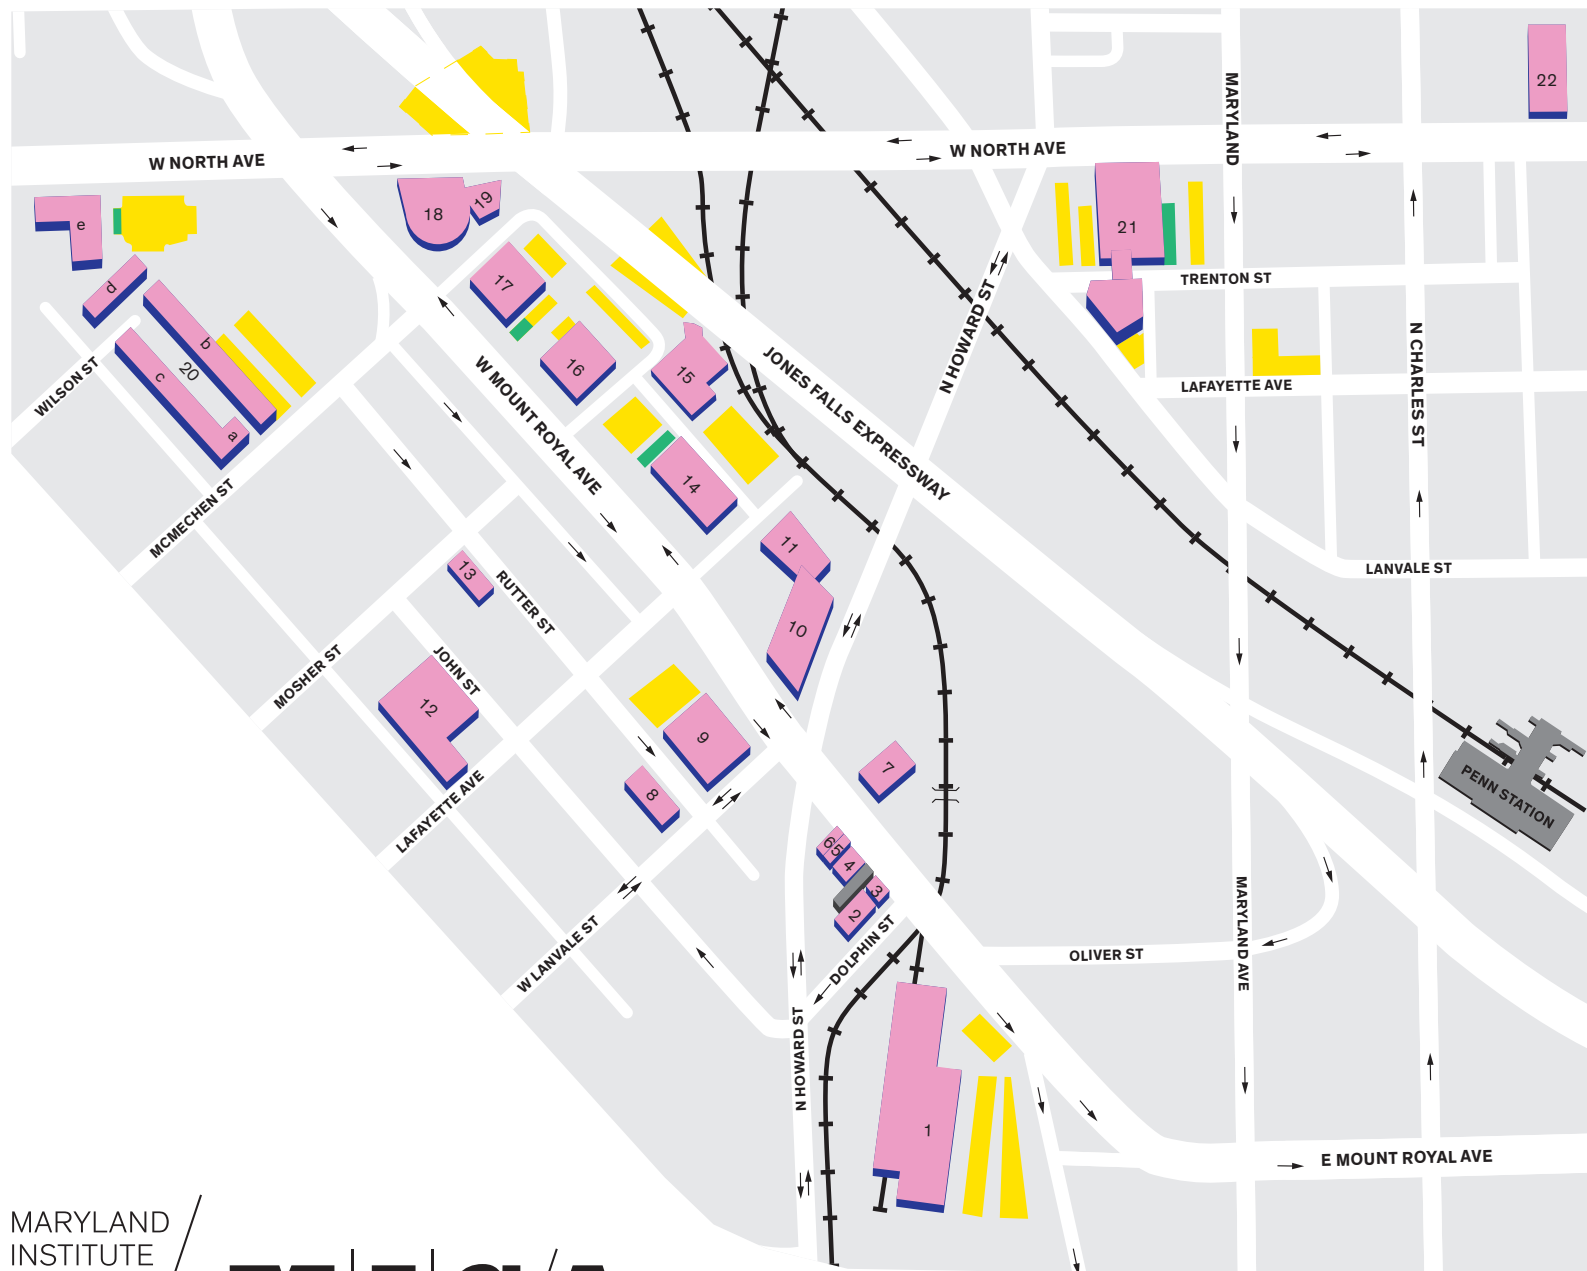 22
W NORTH AVE
W NORTH AVE
MARYLAND
e
18
19
21
d
17
TRENTON ST
b
20
c
a
16
15
WILSON ST
W MOUNT ROYAL AVE
JONES FALLS EXPRESSWAY
N HOWARD ST
LAFAYETTE AVE
N CHARLES ST
14
MCMECHEN ST
11
13
RUTTER ST
LANVALE ST
10
MOSHER ST
JOHN ST
12
9
8
7
LAFAYETTE AVE
PENN STATION
6
5
4
3
2
DOLPHIN ST
W LANVALE ST
OLIVER ST
MARYLAND AVE
N HOWARD ST
1
E MOUNT ROYAL AVE
MARYLAND
INSTITUTE